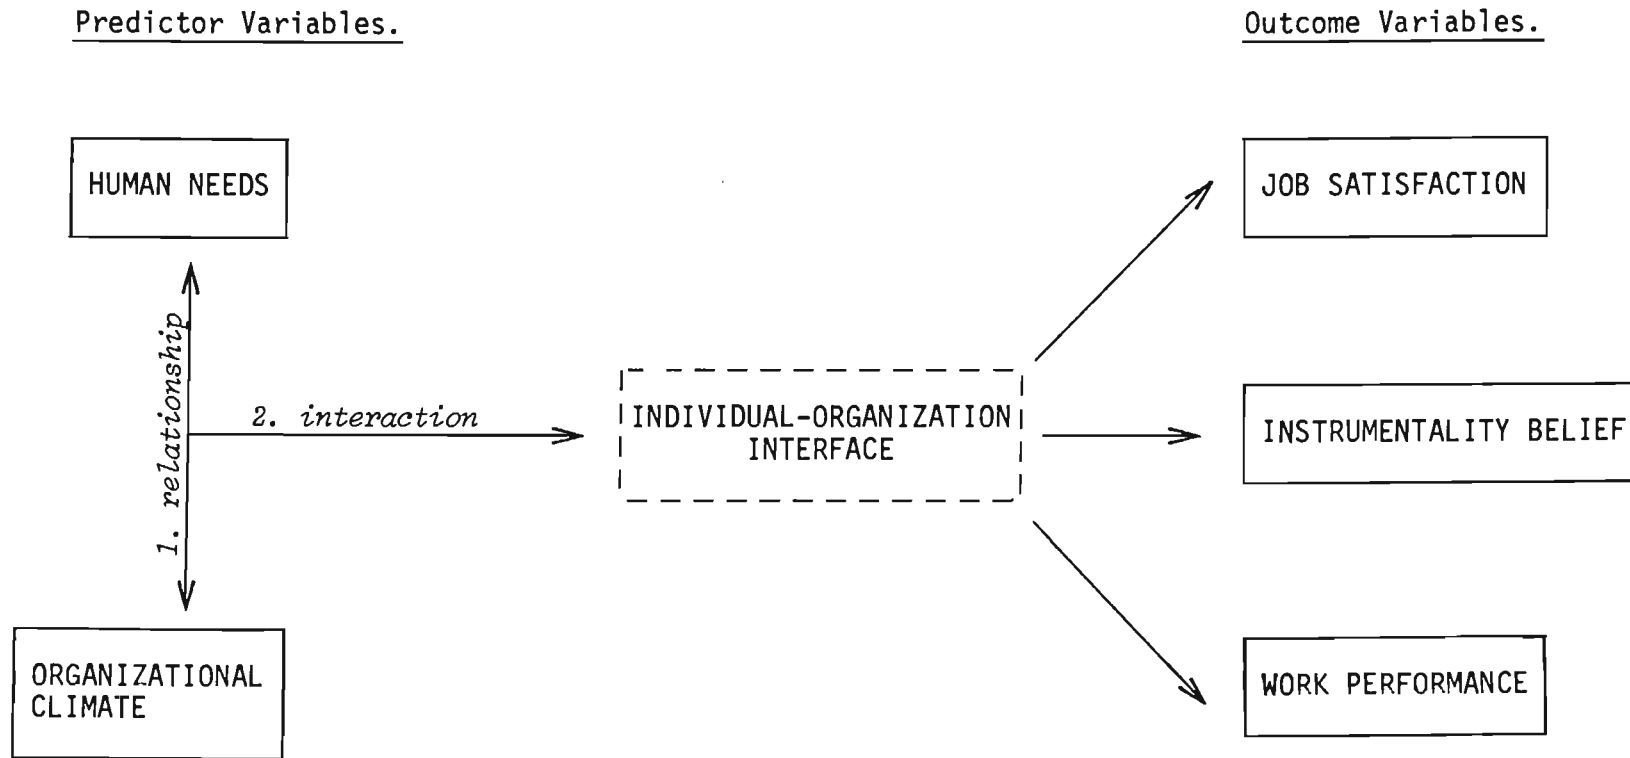 Predictor Variables.
Outcome Variables.
HUMAN NEEDS
JOB SATISFACTION
1. relationship
2. interaction
INDIVIDUAL-ORGANIZATION
INTERFACE
INSTRUMENTALITY BELIEF
ORGANIZATIONAL
CLIMATE
WORK PERFORMANCE